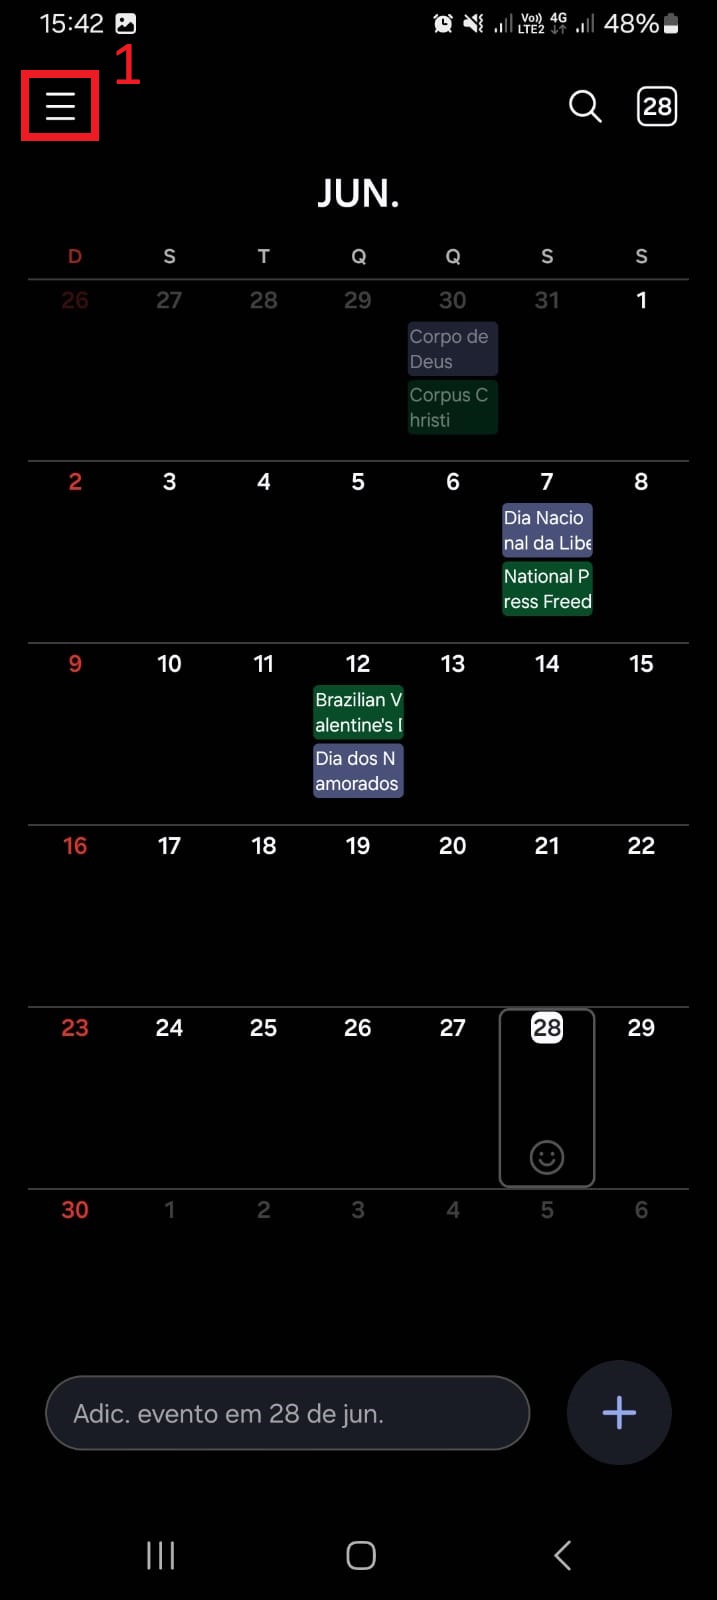 15:42 Vo)) LTE2 4G 48%
1
28
JUN.
D S T Q Q S S
26 27 28 29 30 31 1
Corpo de
Deus
Corpus C
hristi
2 3 4 5 6 7 8
Dia Nacio
nal da Libe
National P
ress Freed
9 10 11 12 13 14 15
Brazilian V
alentine's
Dia dos N
amorados
16 17 18 19 20 21 22
23 24 25 26 27 28 29
30 1 2 3 4 5 6
Adic. evento em 28 de jun.